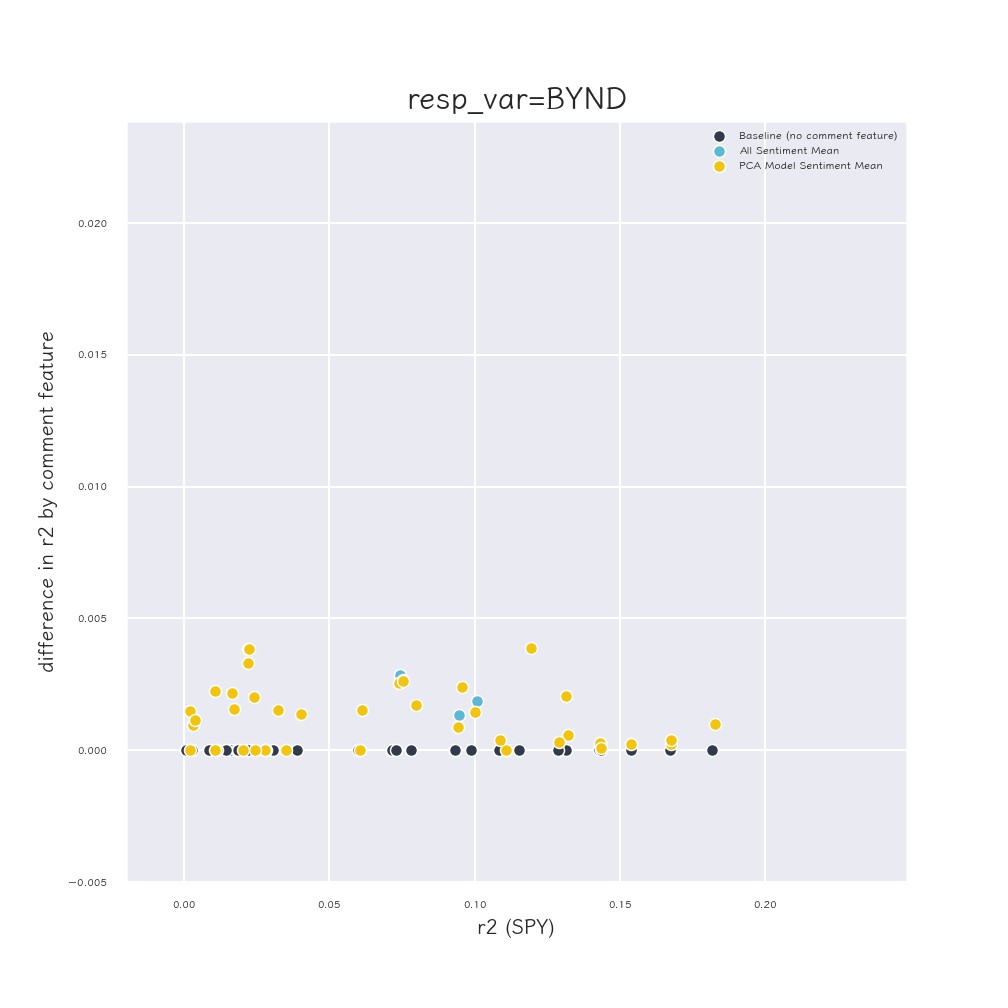 resp_var=BYND
Baseline (no comment feature)
All Sentiment Mean
PCA Model Sentiment Mean
difference in r2 by comment feature
0.020
0.015
0.010
0.005
0.000
−0.005
0.00
0.05
0.10
0.15
0.20
r2 (SPY)